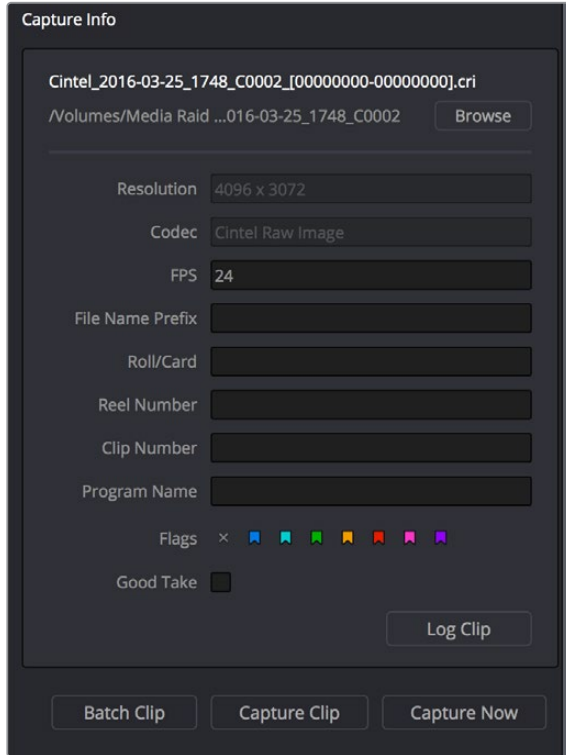 Capture Info
Cintel_2016-03-25_1748_C0002_[00000000-00000000].cri
/Volumes/Media Raid ...016-03-25_1748_C0002 Browse
Resolution 4096 x 3072
Codec Cintel Raw Image
FPS 24
File Name Prefix
Roll/Card
Reel Number
Clip Number
Program Name
Flags ×
Good Take
Log Clip
Batch Clip Capture Clip Capture Now